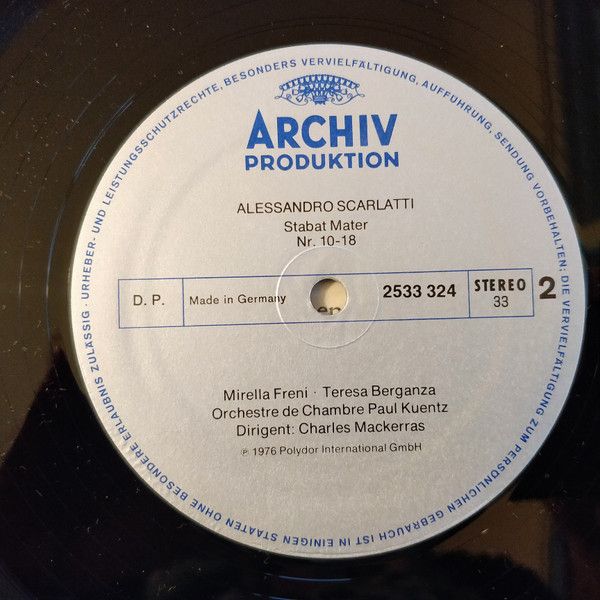 URHEBER- UND LEISTUNGSSCHUTZRECHTE, BESONDERS VERVIELFÄLTIGUNG, AUFFÜHRUNG, SENDUNG VORBEHALTEN; DIE VERVIELFÄLTIGUNG ZUM PERSÖNLICHEN GEBRAUCH IST IN EINIGEN STAATEN OHNE BESONDERE ERLAUBNIS ZULÄSSIG ·
ARCHIV
PRODUKTION
ALESSANDRO SCARLATTI
Stabat Mater
Nr. 10-18
D. P. Made in Germany 2533 324 STEREO 33 2
en
Mirella Freni · Teresa Berganza
Orchestre de Chambre Paul Kuentz
Dirigent: Charles Mackerras
℗ 1976 Polydor International GmbH